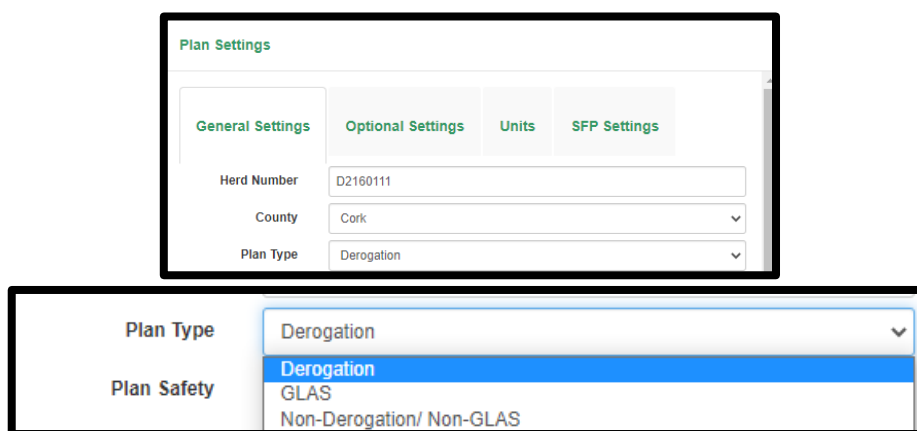 Plan Settings
General Settings Optional Settings Units SFP Settings
Herd Number D2160111
County Cork
Plan Type Derogation
Plan Type Derogation
Derogation
Plan Safety
GLAS
Non-Derogation/ Non-GLAS